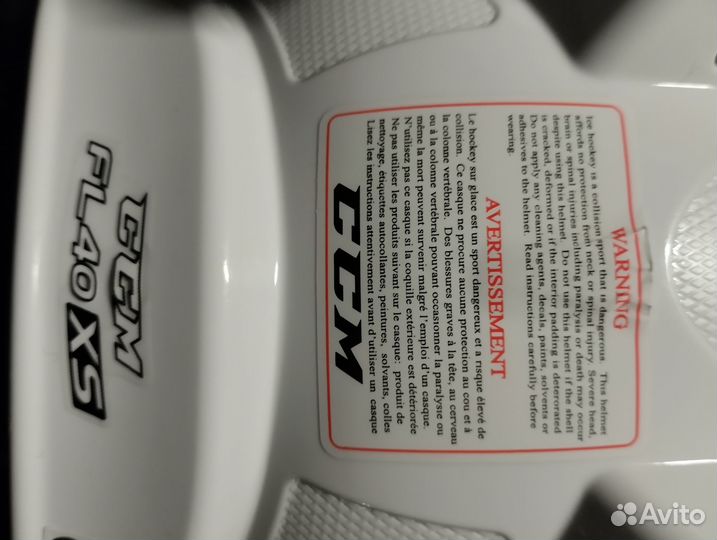 WARNING
Ice hookey is a collision sport that is dangerous. This helmet
affords no protection from neck or spinal injury. Severe head,
brain or spinal injuries including paralysis or death may occur
despite using this helmet. Do not use this helmet if the shell
is cracked, deformed or if the interior padding is deterorated
Do not apply any cleaning agents, decals, paints, solvents or
adhesives to the helmet. Read instructions carefully before
wearing.
AVERTISSEMENT
Le hockey sur glace est un sport dangereux et a risque élevé de
collision. Ce casque ne procure aucune protection au cou et à
la colonne vertébrale. Des blessures graves à la tête, au cerveau
ou à la colonne vertébrale pouvant occasionner la paralysie ou
même la mort peuvent survenir malgré l'emploi d'un casque.
N'utilisez pas ce casque si la coquille extérieure est détériorée
Ne pas utiliser les produits suivant sur le casque: produit de
nettoyage, étiquettes autocollantes, peintures, solvants, colles
Lisez les instructions attentivement avant d'utiliser un casque
CCM
CCM
FL40 XS
Avito